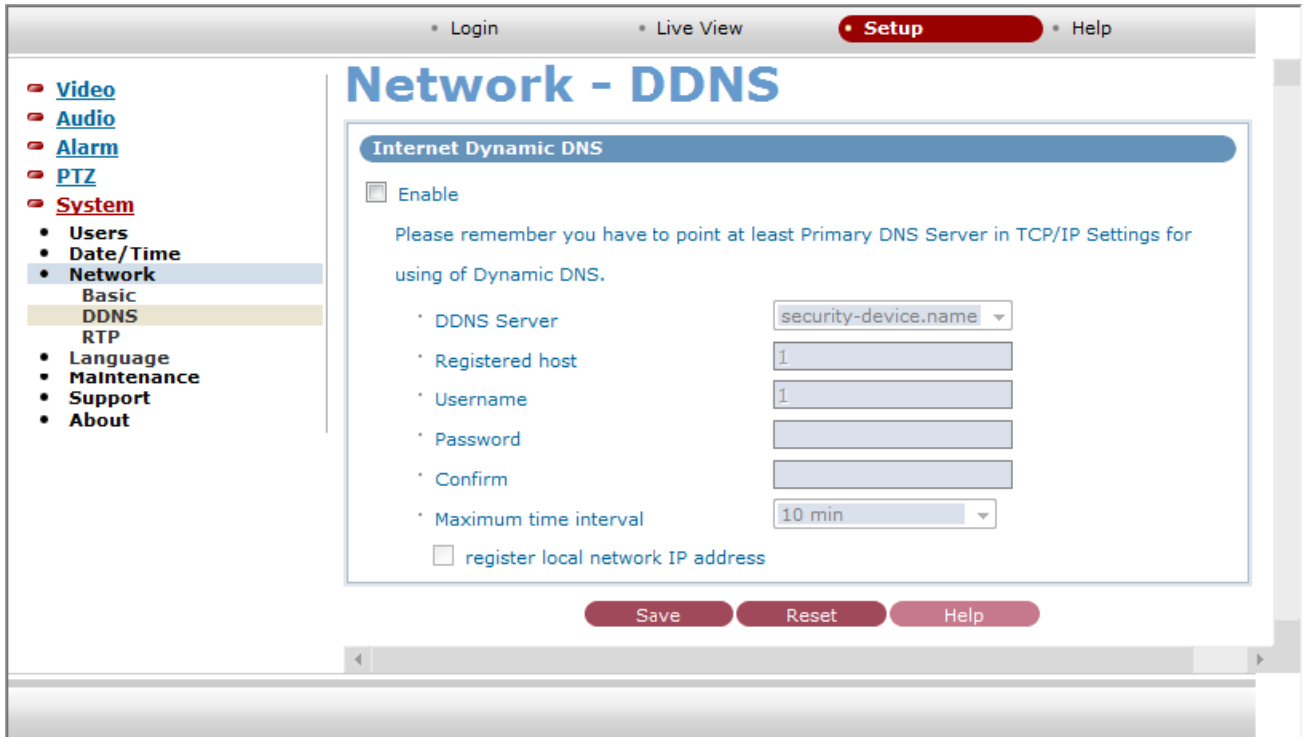 Login
Live View
Setup
Help
Video
Audio
Alarm
PTZ
System
Users
Date/Time
Network
Basic
DDNS
RTP
Language
Maintenance
Support
About
Network - DDNS
Internet Dynamic DNS
Enable
Please remember you have to point at least Primary DNS Server in TCP/IP Settings for
using of Dynamic DNS.
DDNS Server security-device.name
Registered host 1
Username 1
Password
Confirm
Maximum time interval 10 min
register local network IP address
Save
Reset
Help